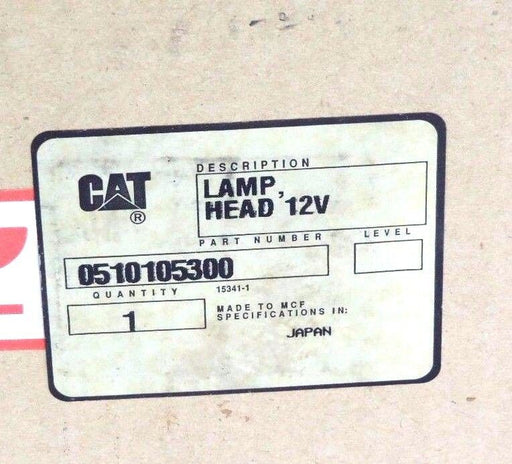 CAT®
DESCRIPTION
LAMP,
HEAD 12V
PART NUMBER
LEVEL
0510105300
QUANTITY
15341-1
1
MADE TO MCF
SPECIFICATIONS IN:
JAPAN